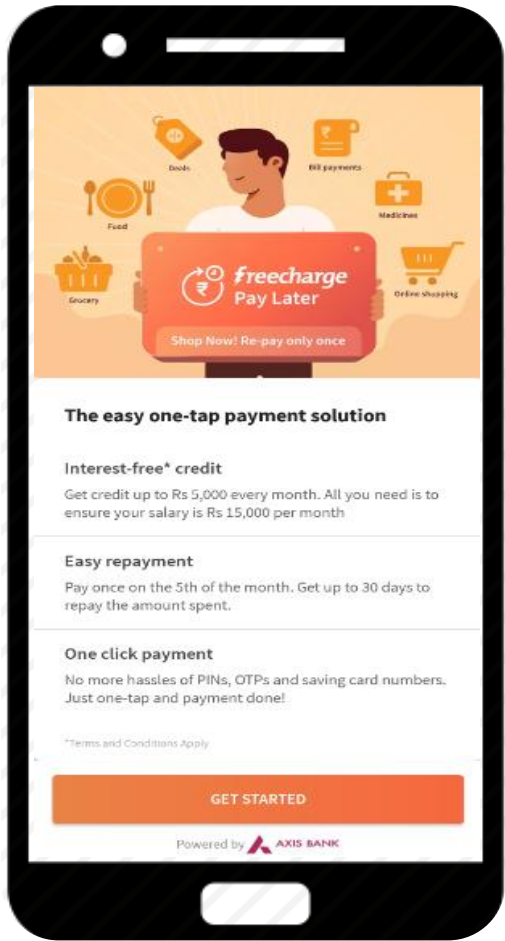 Deals
Bill payments
Food
Medicines
Grocery
Online shopping
freecharge
Pay Later
Shop Now! Re-pay only once
The easy one-tap payment solution
Interest-free* credit
Get credit up to Rs 5,000 every month. All you need is to
ensure your salary is Rs 15,000 per month
Easy repayment
Pay once on the 5th of the month. Get up to 30 days to
repay the amount spent.
One click payment
No more hassles of PINs, OTPs and saving card numbers.
Just one-tap and payment done!
*Terms and Conditions Apply
GET STARTED
Powered by AXIS BANK